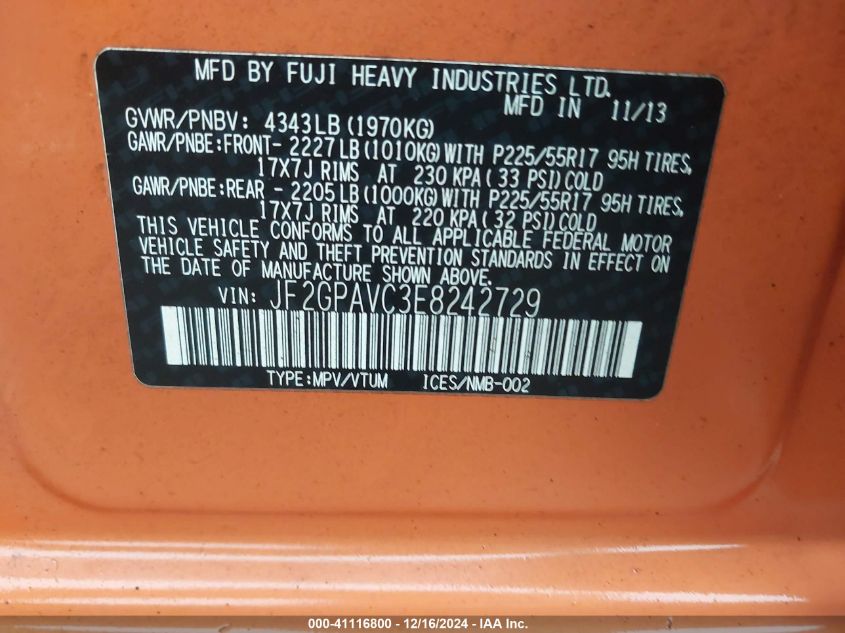 MFD BY FUJI HEAVY INDUSTRIES LTD.
MFD IN 11/13
GVWR/PNBV: 4343LB(1970KG)
GAWR/PNBE:FRONT- 2227LB(1010KG)WITH P225/55R17 95H TIRES,
17X7J RIMS AT 230 KPA( 33 PSI)COLD
GAWR/PNBE:REAR - 2205LB(1000KG)WITH P225/55R17 95H TIRES,
17X7J RIMS AT 220 KPA( 32 PSI)COLD
THIS VEHICLE CONFORMS TO ALL APPLICABLE FEDERAL MOTOR
VEHICLE SAFETY AND THEFT PREVENTION STANDARDS IN EFFECT ON
THE DATE OF MANUFACTURE SHOWN ABOVE.
VIN: JF2GPAVC3E8242729
TYPE:MPV/VTUM ICES/NMB-002
000-41116800 - 12/16/2024 - IAA Inc.